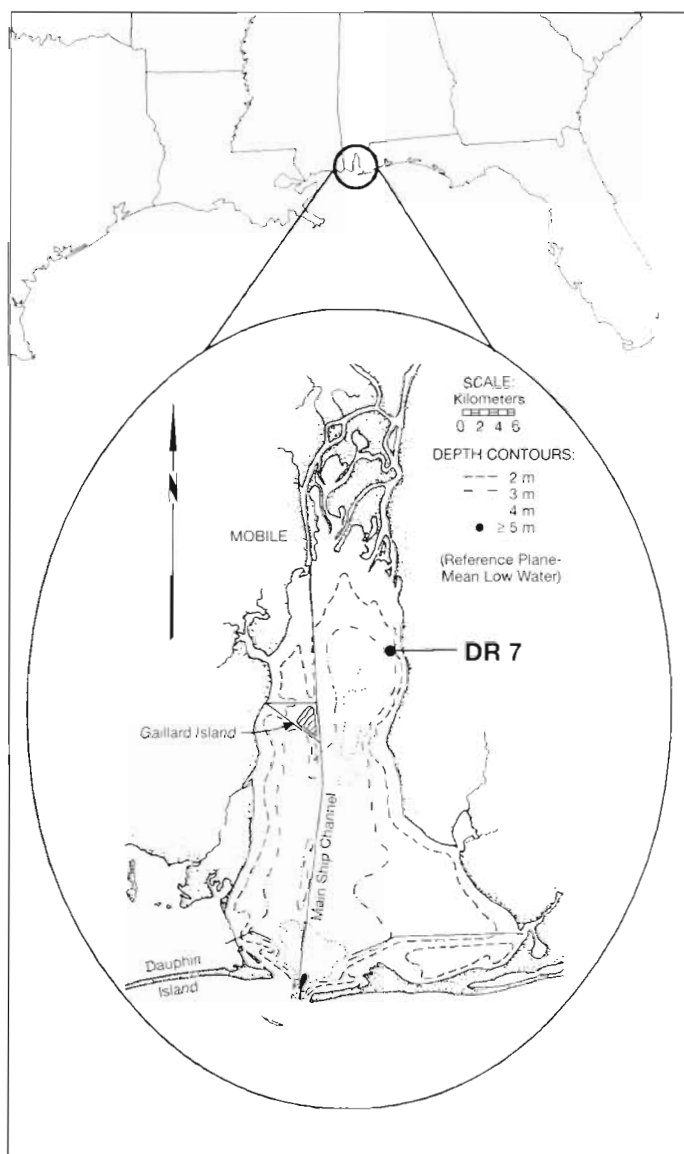 SCALE:
Kilometers
0 2 4 6
DEPTH CONTOURS:
2 m
3 m
4 m
≥ 5 m
(Reference Plane-
Mean Low Water)
N
MOBILE
DR 7
Gaillard Island
Main Ship Channel
Dauphin
Island